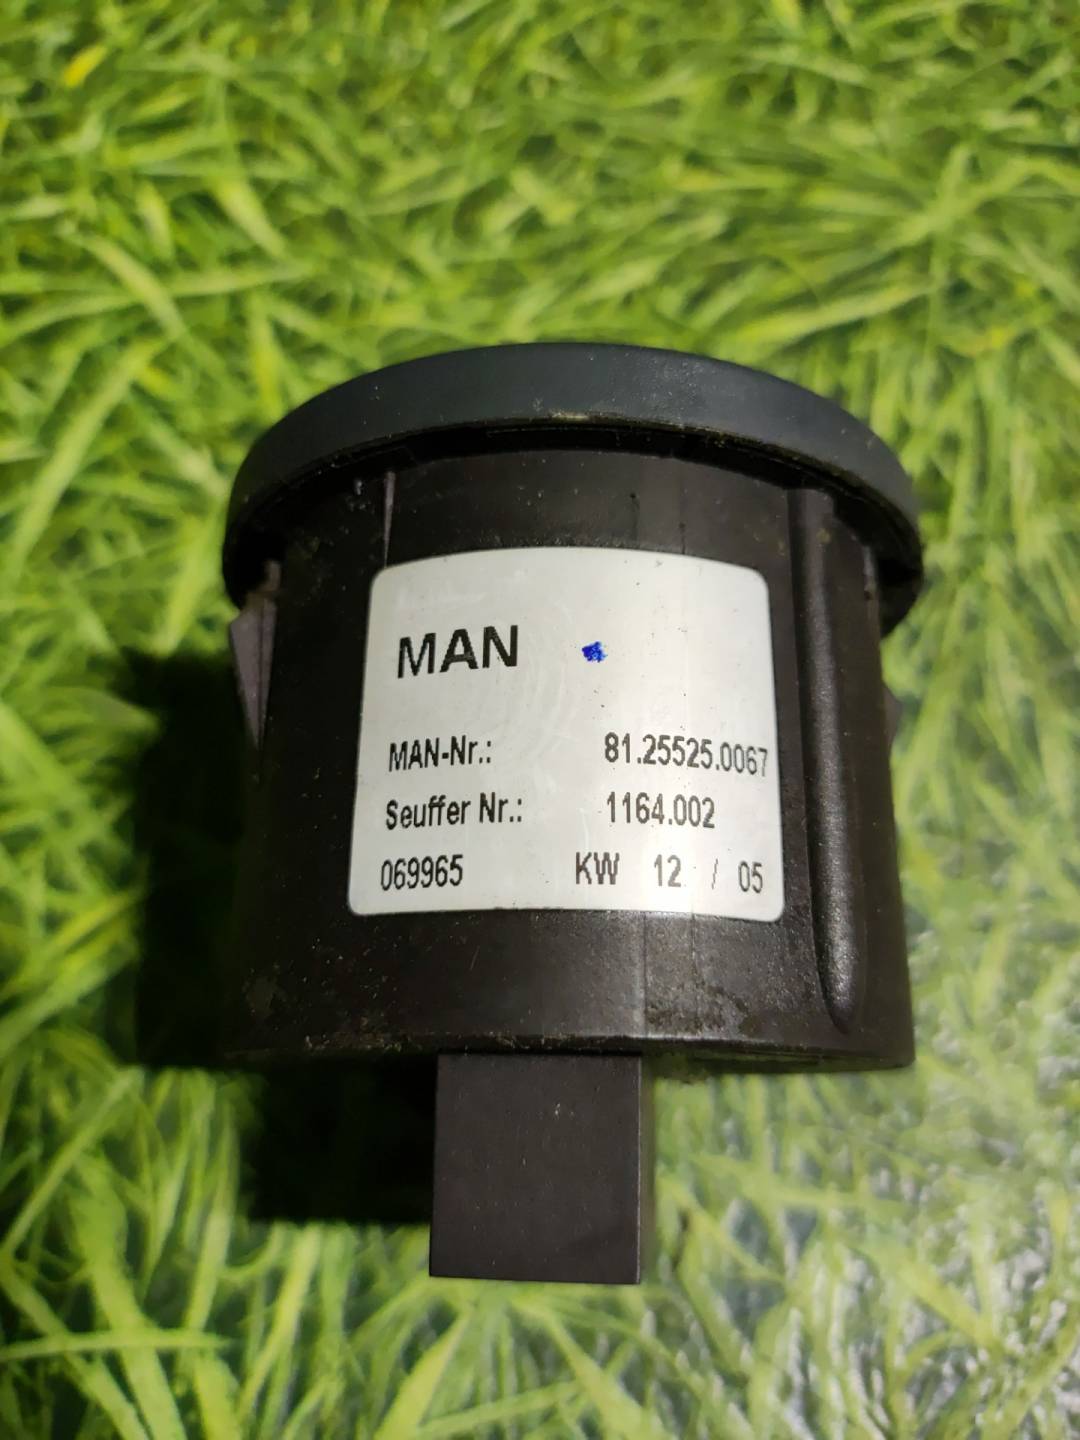 MAN
MAN-Nr.: 81.25525.0067
Seuffer Nr.: 1164.002
069965 KW 12 / 05